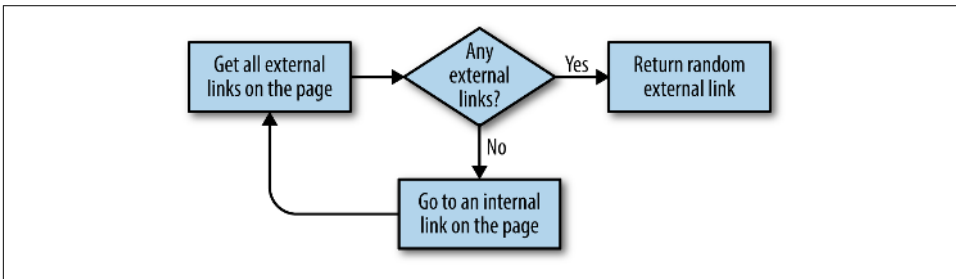 Get all external
links on the page
Any
external
links?
Yes
Return random
external link
No
Go to an internal
link on the page